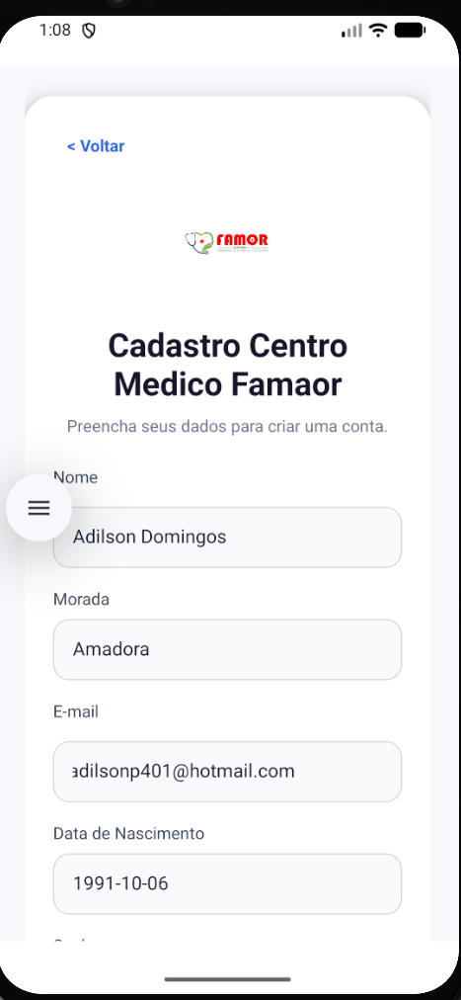 1:08
< Voltar
FAMOR
Cadastro Centro
Medico Famaor
Preencha seus dados para criar uma conta.
Nome
Adilson Domingos
Morada
Amadora
E-mail
adilsonp401@hotmail.com
Data de Nascimento
1991-10-06